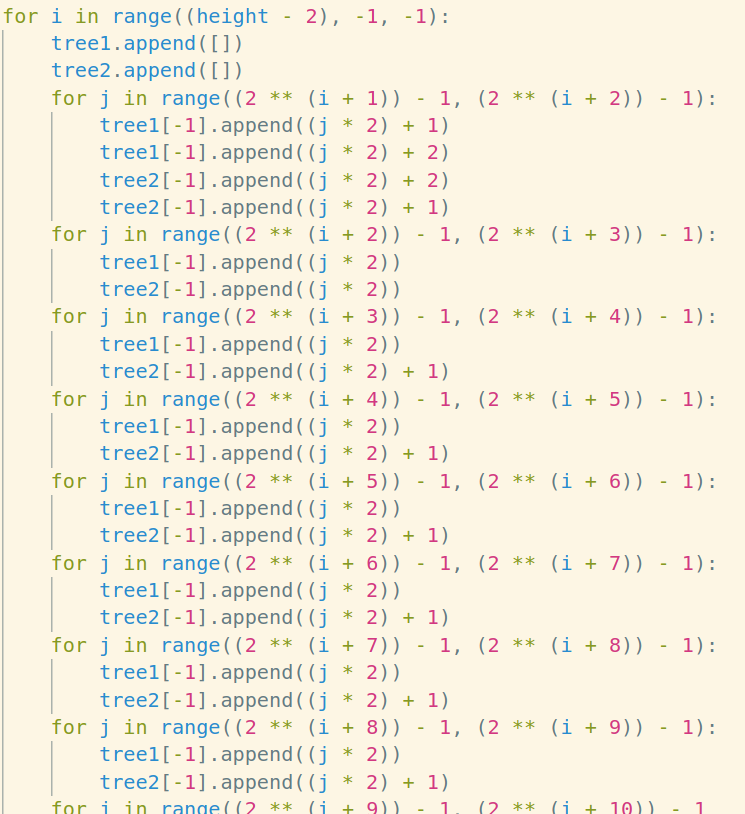 for i in range((height - 2), -1, -1):
    tree1.append([])
    tree2.append([])
    for j in range((2 ** (i + 1)) - 1, (2 ** (i + 2)) - 1):
        tree1[-1].append((j * 2) + 1)
        tree1[-1].append((j * 2) + 2)
        tree2[-1].append((j * 2) + 2)
        tree2[-1].append((j * 2) + 1)
    for j in range((2 ** (i + 2)) - 1, (2 ** (i + 3)) - 1):
        tree1[-1].append((j * 2))
        tree2[-1].append((j * 2))
    for j in range((2 ** (i + 3)) - 1, (2 ** (i + 4)) - 1):
        tree1[-1].append((j * 2))
        tree2[-1].append((j * 2) + 1)
    for j in range((2 ** (i + 4)) - 1, (2 ** (i + 5)) - 1):
        tree1[-1].append((j * 2))
        tree2[-1].append((j * 2) + 1)
    for j in range((2 ** (i + 5)) - 1, (2 ** (i + 6)) - 1):
        tree1[-1].append((j * 2))
        tree2[-1].append((j * 2) + 1)
    for j in range((2 ** (i + 6)) - 1, (2 ** (i + 7)) - 1):
        tree1[-1].append((j * 2))
        tree2[-1].append((j * 2) + 1)
    for j in range((2 ** (i + 7)) - 1, (2 ** (i + 8)) - 1):
        tree1[-1].append((j * 2))
        tree2[-1].append((j * 2) + 1)
    for j in range((2 ** (i + 8)) - 1, (2 ** (i + 9)) - 1):
        tree1[-1].append((j * 2))
        tree2[-1].append((j * 2) + 1)
    for j in range((2 ** (i + 9)) - 1, (2 ** (i + 10)) - 1